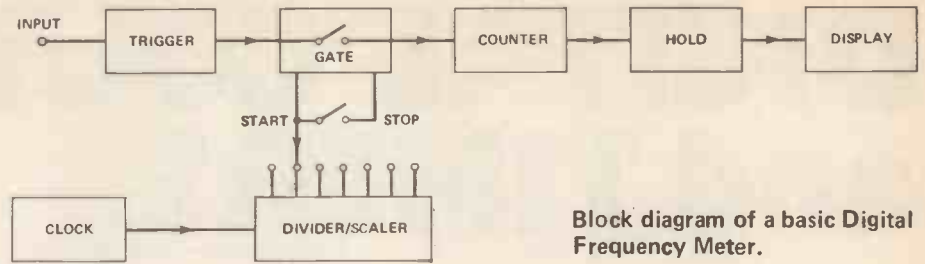 INPUT
TRIGGER
GATE
COUNTER
HOLD
DISPLAY
START
STOP
CLOCK
DIVIDER/SCALER
Block diagram of a basic Digital
Frequency Meter.